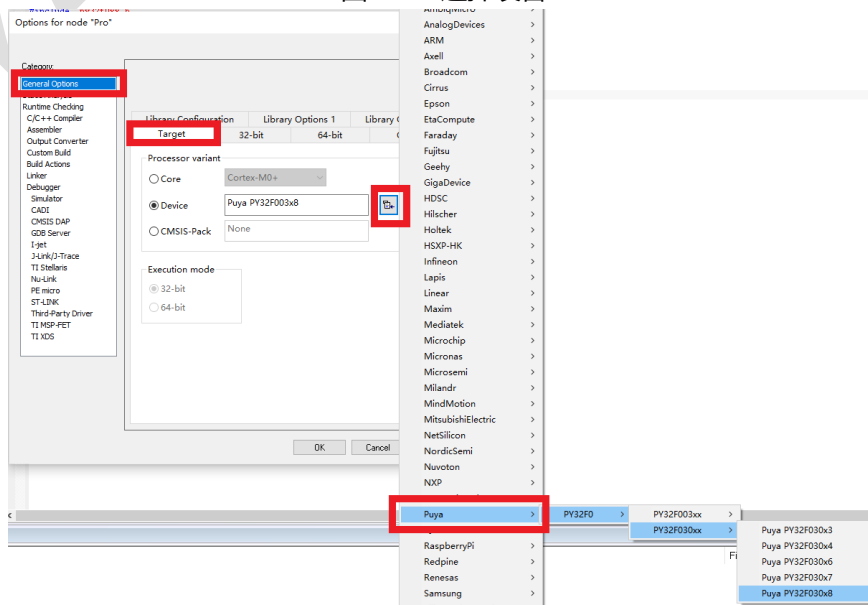 Options for node "Pro"
Category:
General Options
Runtime Checking
C/C++ Compiler
Assembler
Output Converter
Custom Build
Build Actions
Linker
Debugger
Simulator
CADI
CMSIS DAP
GDB Server
I-jet
J-Link/J-Trace
TI Stellaris
Nu-Link
PE micro
ST-LINK
Third-Party Driver
TI MSP-FET
TI XDS
Library Configuration Library Options 1 Library
Target 32-bit 64-bit
Processor variant
Core Cortex-M0+
Device Puya PY32F003x8
CMSIS-Pack None
Execution mode
32-bit
64-bit
OK Cancel
AmbiqMicro
AnalogDevices
ARM
Axell
Broadcom
Cirrus
Epson
EtaCompute
Faraday
Fujitsu
Geehy
GigaDevice
HDSC
Hilscher
Holtek
HSXP-HK
Infineon
Lapis
Linear
Maxim
Mediatek
Microchip
Micronas
Microsemi
Milandr
MindMotion
MitsubishiElectric
NetSilicon
NordicSemi
Nuvoton
NXP
Puya
RaspberryPi
Redpine
Renesas
Samsung
PY32F0
PY32F003xx
PY32F030xx
Puya PY32F030x3
Puya PY32F030x4
Puya PY32F030x6
Puya PY32F030x7
Puya PY32F030x8